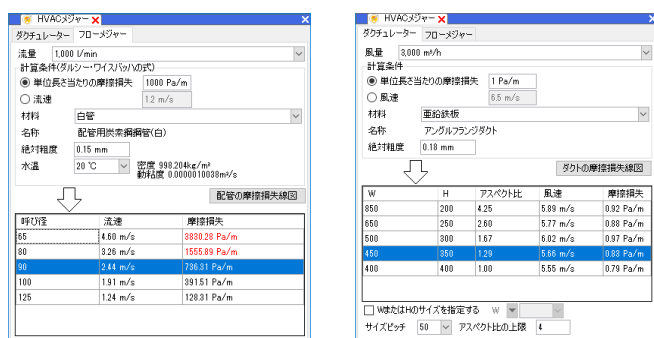 HVACメジャー
ダクチュレーター フローメジャー
流量 1,000 l/min
計算条件(ダルシー・ワイスバッハの式)
単位長さ当たりの摩擦損失 1000 Pa/m
流速 1.2 m/s
材料 白管
名称 配管用炭素鋼鋼管(白)
絶対粗度 0.15 mm
水温 20 ℃ 密度 998.204kg/m³
動粘度 0.0000010038m²/s
配管の摩擦損失線図
呼び径 流速 摩擦損失
65 4.60 m/s 3830.28 Pa/m
80 3.26 m/s 1555.89 Pa/m
90 2.44 m/s 736.31 Pa/m
100 1.91 m/s 391.51 Pa/m
125 1.24 m/s 128.31 Pa/m
HVACメジャー
ダクチュレーター フローメジャー
風量 3,000 m³/h
計算条件
単位長さ当たりの摩擦損失 1 Pa/m
風速 6.5 m/s
材料 亜鉛鉄板
名称 アングルフランジダクト
絶対粗度 0.18 mm
ダクトの摩擦損失線図
W H アスペクト比 風速 摩擦損失
850 200 4.25 5.89 m/s 0.92 Pa/m
650 250 2.60 5.77 m/s 0.88 Pa/m
500 300 1.67 6.02 m/s 0.97 Pa/m
450 350 1.29 5.66 m/s 0.83 Pa/m
400 400 1.00 5.55 m/s 0.79 Pa/m
WまたはHのサイズを指定する W
サイズピッチ 50 アスペクト比の上限 4